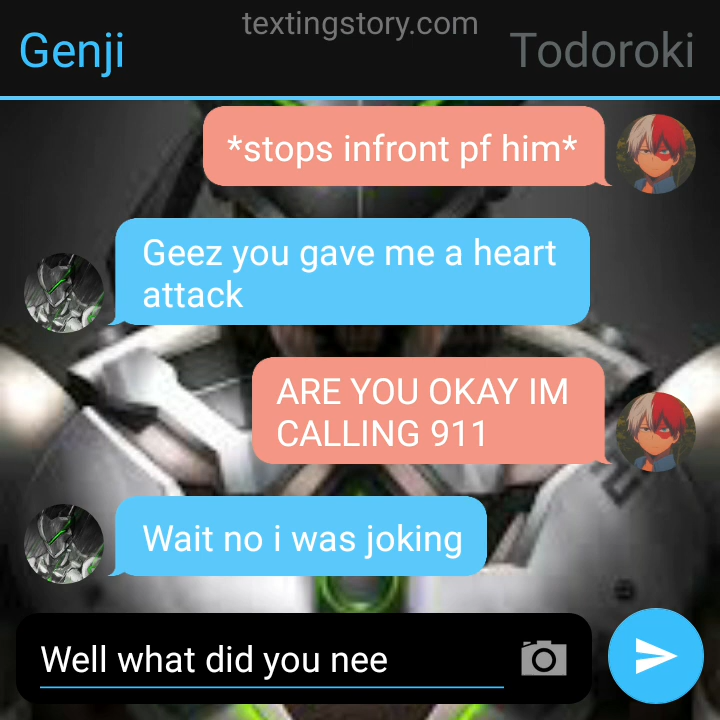 textingstory.com
Genji
Todoroki
*stops infront pf him*
Geez you gave me a heart
attack
ARE YOU OKAY IM
CALLING 911
Wait no i was joking
Well what did you nee